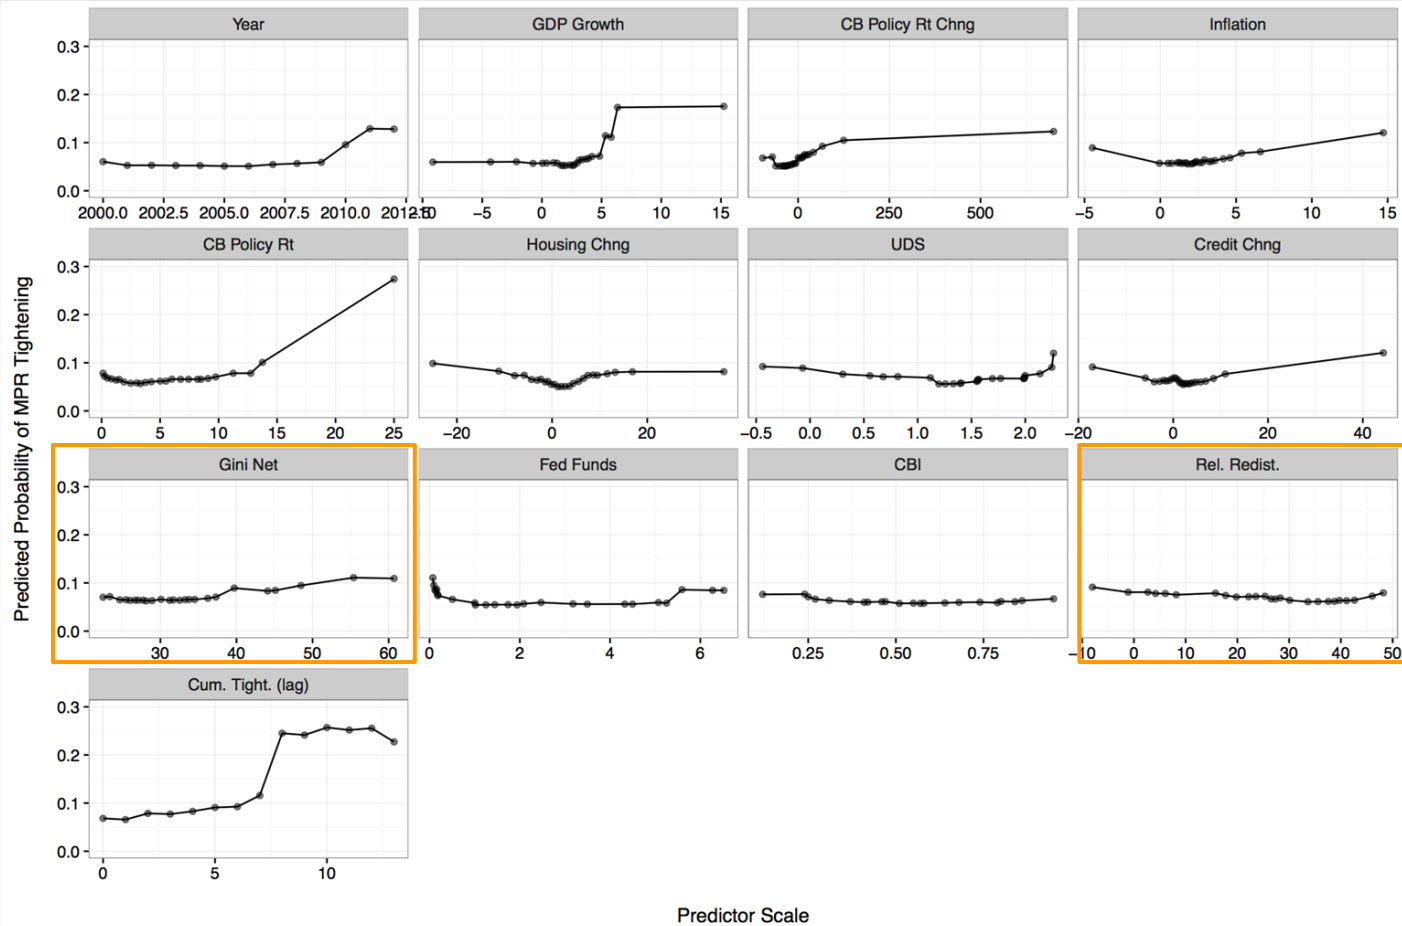 Year
GDP Growth
CB Policy Rt Chng
Inflation
0.3
0.2
0.1
0.0
2000.0 2002.5 2005.0 2007.5 2010.0 2012.5
-10 -5 0 5 10 15
0 250 500
-5 0 5 10 15
CB Policy Rt
Housing Chng
UDS
Credit Chng
0.3
0.2
0.1
0.0
0 5 10 15 20 25
-20 0 20
-0.5 0.0 0.5 1.0 1.5 2.0
-20 0 20 40
Gini Net
Fed Funds
CBI
Rel. Redist.
0.3
0.2
0.1
0.0
30 40 50 60
0 2 4 6
0.25 0.50 0.75
-10 0 10 20 30 40 50
Cum. Tight. (lag)
0.3
0.2
0.1
0.0
0 5 10
Predicted Probability of MPR Tightening
Predictor Scale